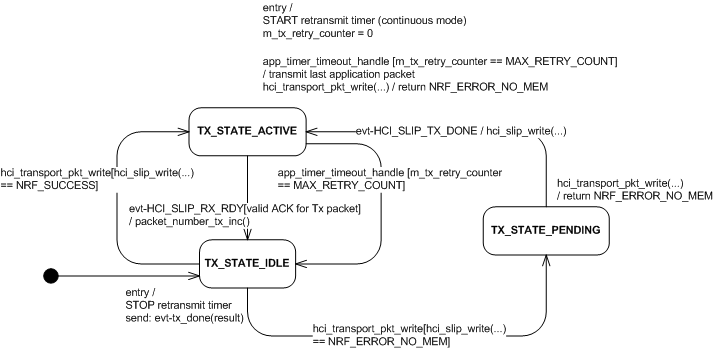 entry /
START retransmit timer (continuous mode)
m_tx_retry_counter = 0
app_timer_timeout_handle [m_tx_retry_counter == MAX_RETRY_COUNT]
/ transmit last application packet
hci_transport_pkt_write(...) / return NRF_ERROR_NO_MEM
TX_STATE_ACTIVE
evt-HCI_SLIP_TX_DONE / hci_slip_write(...)
hci_transport_pkt_write[hci_slip_write(...)
== NRF_SUCCESS]
app_timer_timeout_handle [m_tx_retry_counter
== MAX_RETRY_COUNT]
hci_transport_pkt_write(...)
/ return NRF_ERROR_NO_MEM
evt-HCI_SLIP_RX_RDY[valid ACK for Tx packet]
/ packet_number_tx_inc()
TX_STATE_PENDING
TX_STATE_IDLE
entry /
STOP retransmit timer
send: evt-tx_done(result)
hci_transport_pkt_write[hci_slip_write(...)
== NRF_ERROR_NO_MEM]